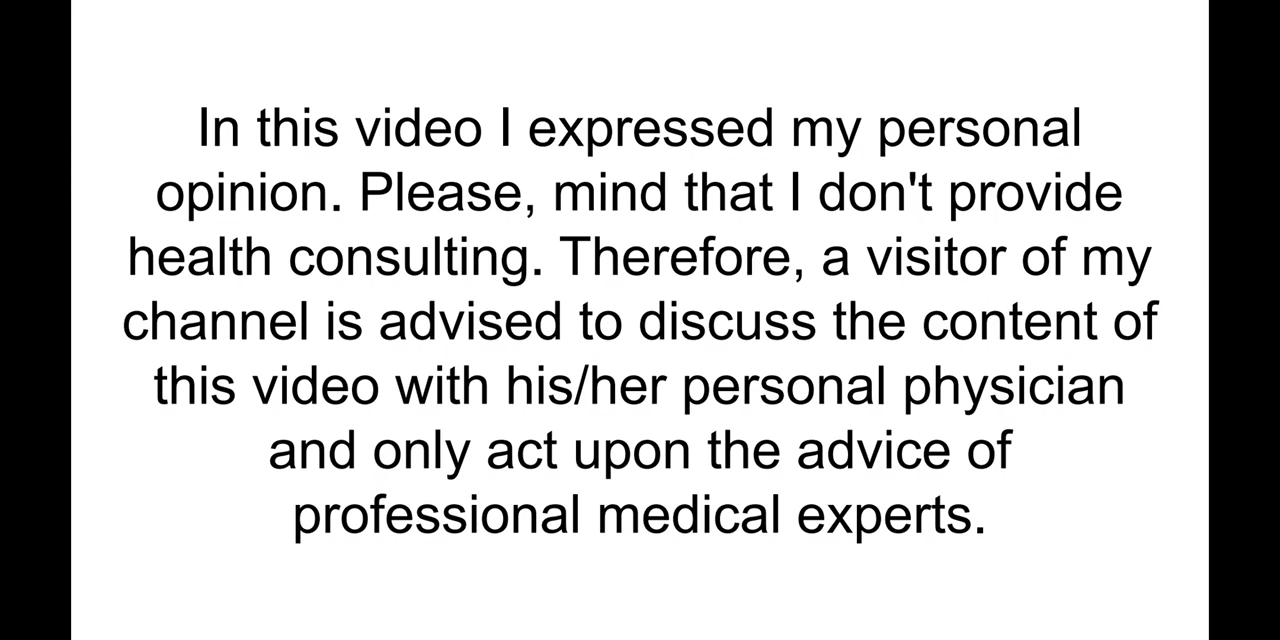 In this video I expressed my personal
opinion. Please, mind that I don't provide
health consulting. Therefore, a visitor of my
channel is advised to discuss the content of
this video with his/her personal physician
and only act upon the advice of
professional medical experts.